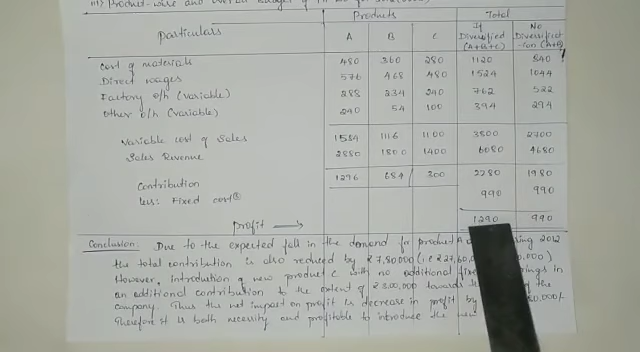 Products
Total
Particulars
A B C
If Diversified (A+B+C)
No Diversification (A+B)
Cost of materials 480 360 280 1120 840
Direct wages 576 468 480 1524 1044
Factory o/h (variable) 288 234 240 762 522
Other o/h (variable) 240 54 100 394 294
Variable cost of Sales 1584 1116 1100 3800 2700
Sales Revenue 2880 1800 1400 6080 4680
Contribution 1296 684 300 2280 1980
Less: Fixed cost 990 990
Profit → 1290 990
Conclusion: Due to the expected fall in the demand for product A 2012
the total contribution is also reduced by ₹ 7,80,000 (i.e ₹ 27,60,
However, introduction of new product C with no additional
an additional contribution to the extent of ₹ 3,00,000 towards
company. Thus the net impact on profit is decrease in profit by
Therefore it is both necessity and profitable to introduce the new